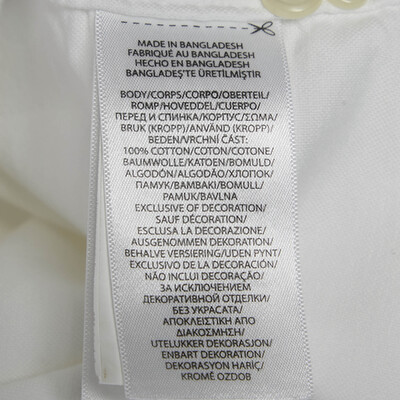 MADE IN BANGLADESH
FABRIQUÉ AU BANGLADESH
HECHO EN BANGLADESH
BANGLADEŞ'TE ÜRETİLMİŞTİR
BODY/CORPS/CORPO/OBERTEIL/
ROMP/HOVEDDEL/CUERPO/
ПЕРЕД И СПИНКА/КОРПУС/ΣΩΜΑ/
BRUK (KROPP)/ANVÄND (KROPP)/
BEDEN/VRCHNÍ ČÁST:
100% COTTON/COTON/COTONE/
BAUMWOLLE/KATOEN/BOMULD/
ALGODÓN/ALGODÃO/ХЛОПОК/
ПАМУК/BAMBAKI/BOMULL/
PAMUK/BAVLNA
EXCLUSIVE OF DECORATION/
SAUF DÉCORATION/
ESCLUSA LA DECORAZIONE/
AUSGENOMMEN DEKORATION/
BEHALVE VERSIERING/UDEN PYNT/
EXCLUSIVO DE LA DECORACIÓN/
NÃO INCLUI DECORAÇÃO/
ЗА ИСКЛЮЧЕНИЕМ
ДЕКОРАТИВНОЙ ОТДЕЛКИ/
БЕЗ УКРАСАТА/
ΑΠΟΚΛΕΙΣΤΙΚΗ ΑΠΟ
ΔΙΑΚΟΣΜΗΣΗ/
UTELUKKER DEKORASJON/
ENBART DEKORATION/
DEKORASYON HARİÇ/
KROMĚ OZDOB